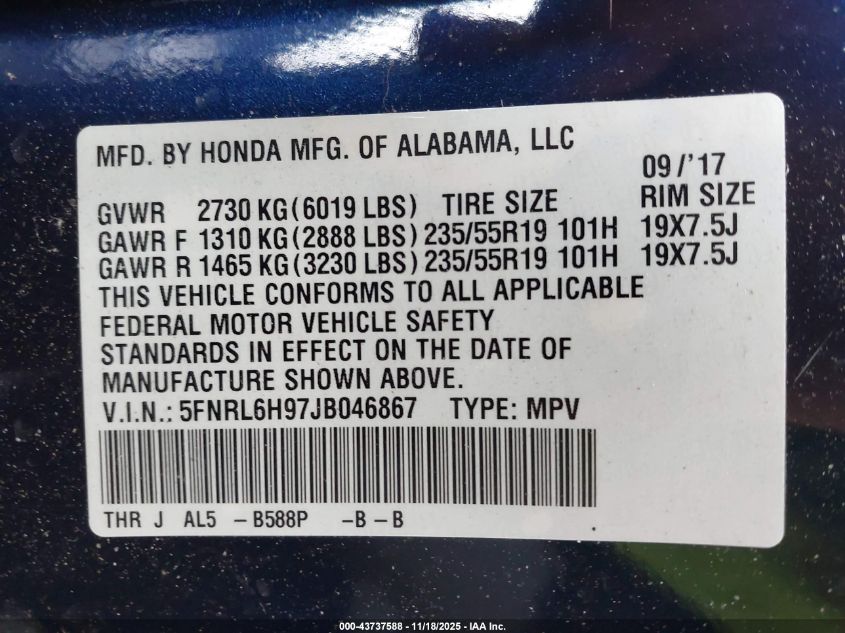 MFD. BY HONDA MFG. OF ALABAMA, LLC
09/'17
GVWR 2730 KG(6019 LBS) TIRE SIZE RIM SIZE
GAWR F 1310 KG(2888 LBS) 235/55R19 101H 19X7.5J
GAWR R 1465 KG(3230 LBS) 235/55R19 101H 19X7.5J
THIS VEHICLE CONFORMS TO ALL APPLICABLE
FEDERAL MOTOR VEHICLE SAFETY
STANDARDS IN EFFECT ON THE DATE OF
MANUFACTURE SHOWN ABOVE.
V.I.N.: 5FNRL6H97JB046867 TYPE: MPV
THR J AL5 -B588P -B-B
000-43737588 - 11/18/2025 - IAA Inc.